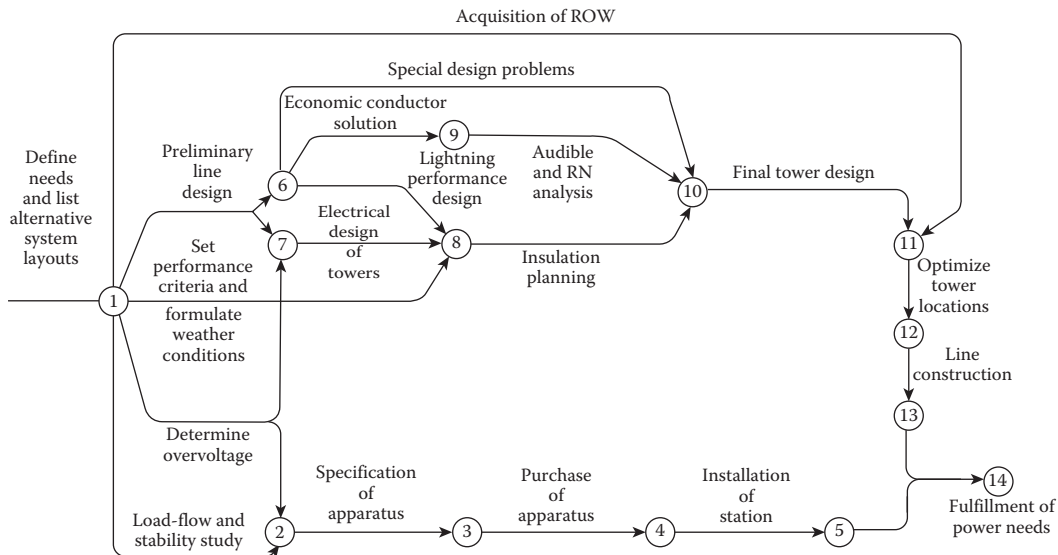 Acquisition of ROW
Special design problems
Economic conductor
solution
9
Define
needs
and list
alternative
system
layouts
Preliminary
line
design
6
Lightning
performance
design
Audible
and RN
analysis
10
Final tower design
7
Electrical
design
of
towers
8
Insulation
planning
11
Set
performance
criteria and
formulate
weather
conditions
1
Optimize
tower
locations
12
Line
construction
13
Determine
overvoltage
Specification
of
apparatus
Purchase
of
apparatus
Installation
of
station
14
Fulfillment of
power needs
Load-flow and
stability study
2
3
4
5